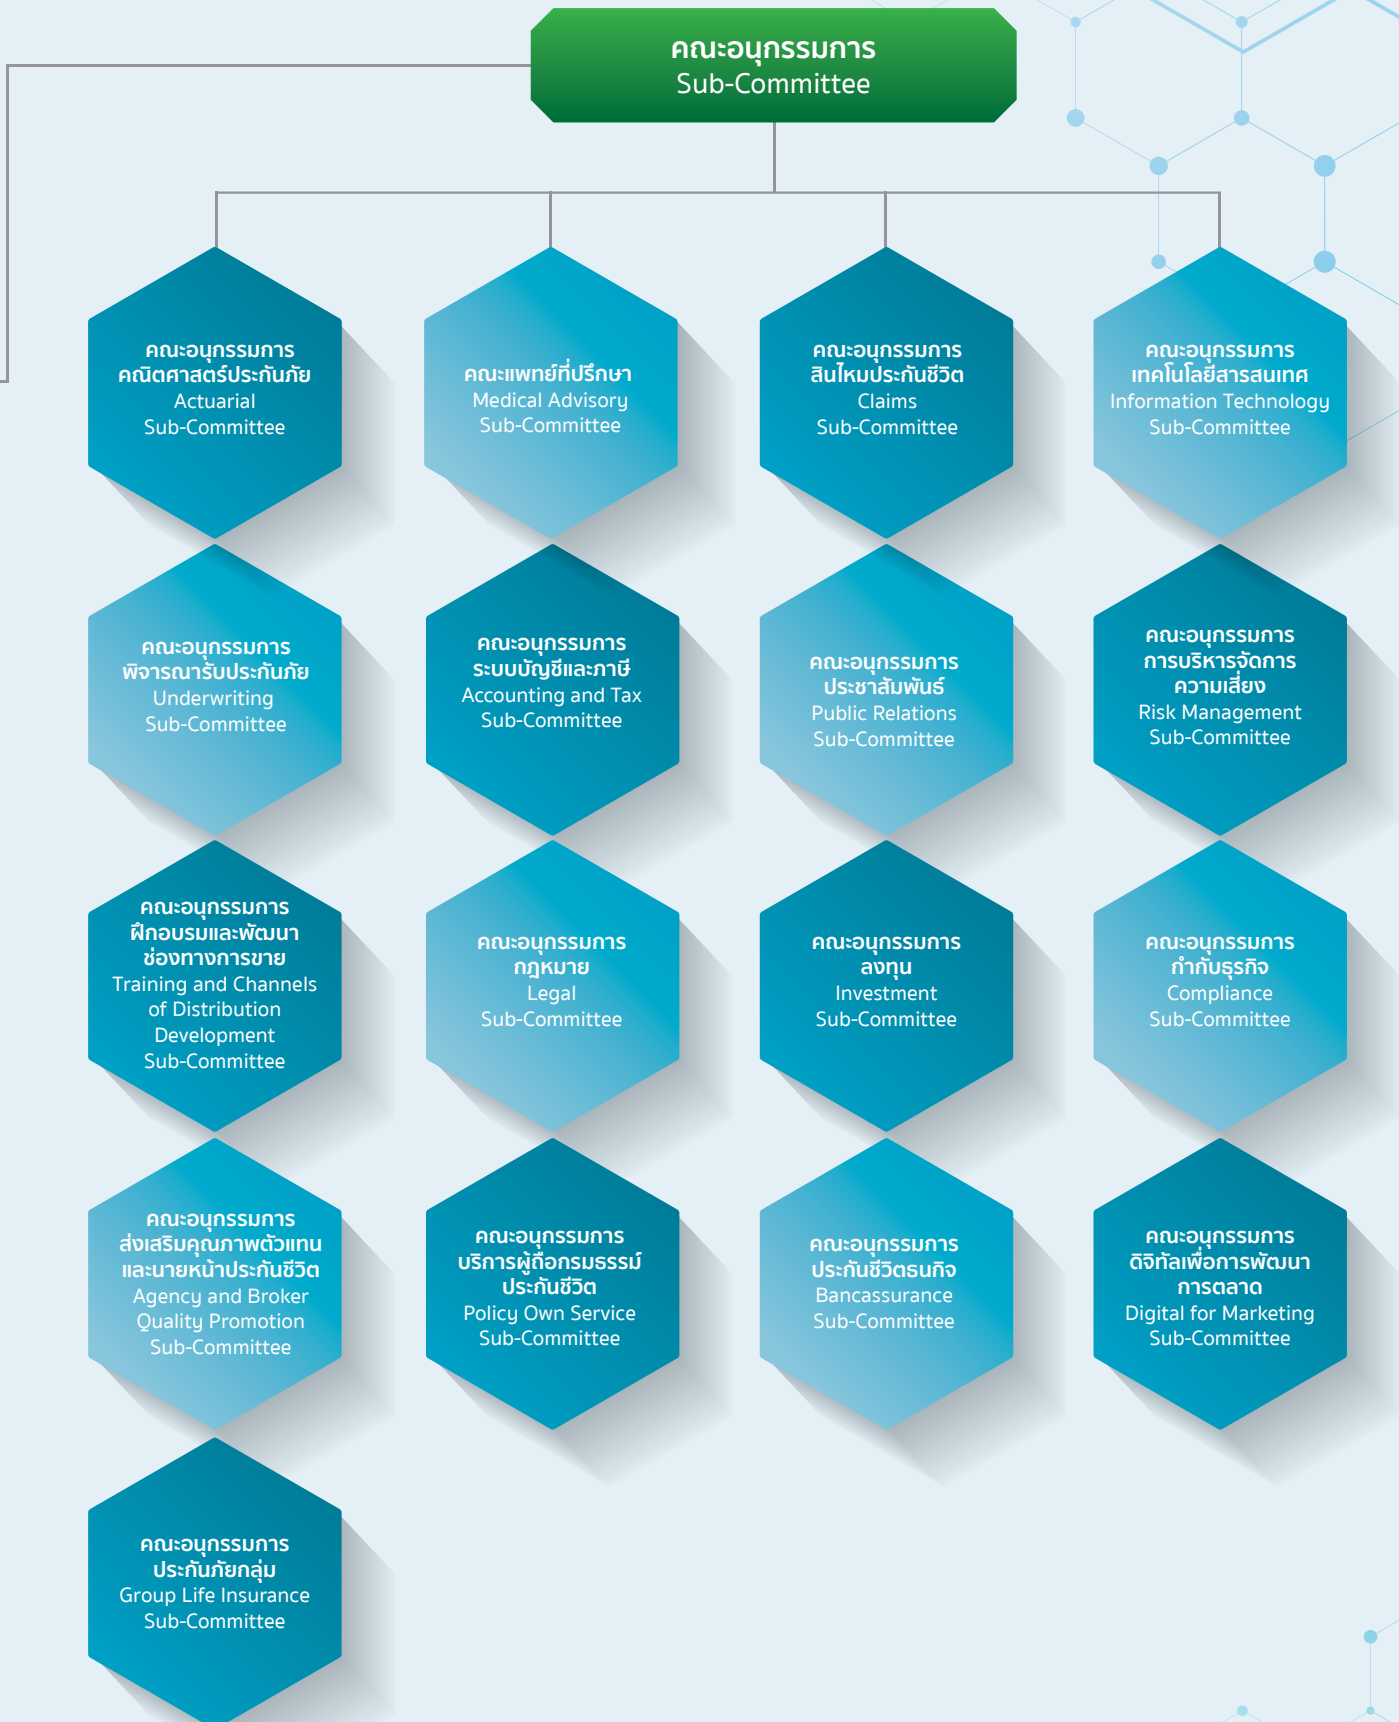 คณะอนุกรรมการ
Sub-Committee
คณะอนุกรรมการ
คณิตศาสตร์ประกันภัย
Actuarial
Sub-Committee
คณะแพทย์ที่ปรึกษา
Medical Advisory
Sub-Committee
คณะอนุกรรมการ
สินไหมประกันชีวิต
Claims
Sub-Committee
คณะอนุกรรมการ
เทคโนโลยีสารสนเทศ
Information Technology
Sub-Committee
คณะอนุกรรมการ
พิจารณารับประกันภัย
Underwriting
Sub-Committee
คณะอนุกรรมการ
ระบบบัญชีและภาษี
Accounting and Tax
Sub-Committee
คณะอนุกรรมการ
ประชาสัมพันธ์
Public Relations
Sub-Committee
คณะอนุกรรมการ
การบริหารจัดการ
ความเสี่ยง
Risk Management
Sub-Committee
คณะอนุกรรมการ
ฝึกอบรมและพัฒนา
ช่องทางการขาย
Training and Channels
of Distribution
Development
Sub-Committee
คณะอนุกรรมการ
กฎหมาย
Legal
Sub-Committee
คณะอนุกรรมการ
ลงทุน
Investment
Sub-Committee
คณะอนุกรรมการ
กำกับธุรกิจ
Compliance
Sub-Committee
คณะอนุกรรมการ
ส่งเสริมคุณภาพตัวแทน
และนายหน้าประกันชีวิต
Agency and Broker
Quality Promotion
Sub-Committee
คณะอนุกรรมการ
บริการผู้ถือกรมธรรม์
ประกันชีวิต
Policy Own Service
Sub-Committee
คณะอนุกรรมการ
ประกันชีวิตธนกิจ
Bancassurance
Sub-Committee
คณะอนุกรรมการ
ดิจิทัลเพื่อการพัฒนา
การตลาด
Digital for Marketing
Sub-Committee
คณะอนุกรรมการ
ประกันภัยกลุ่ม
Group Life Insurance
Sub-Committee